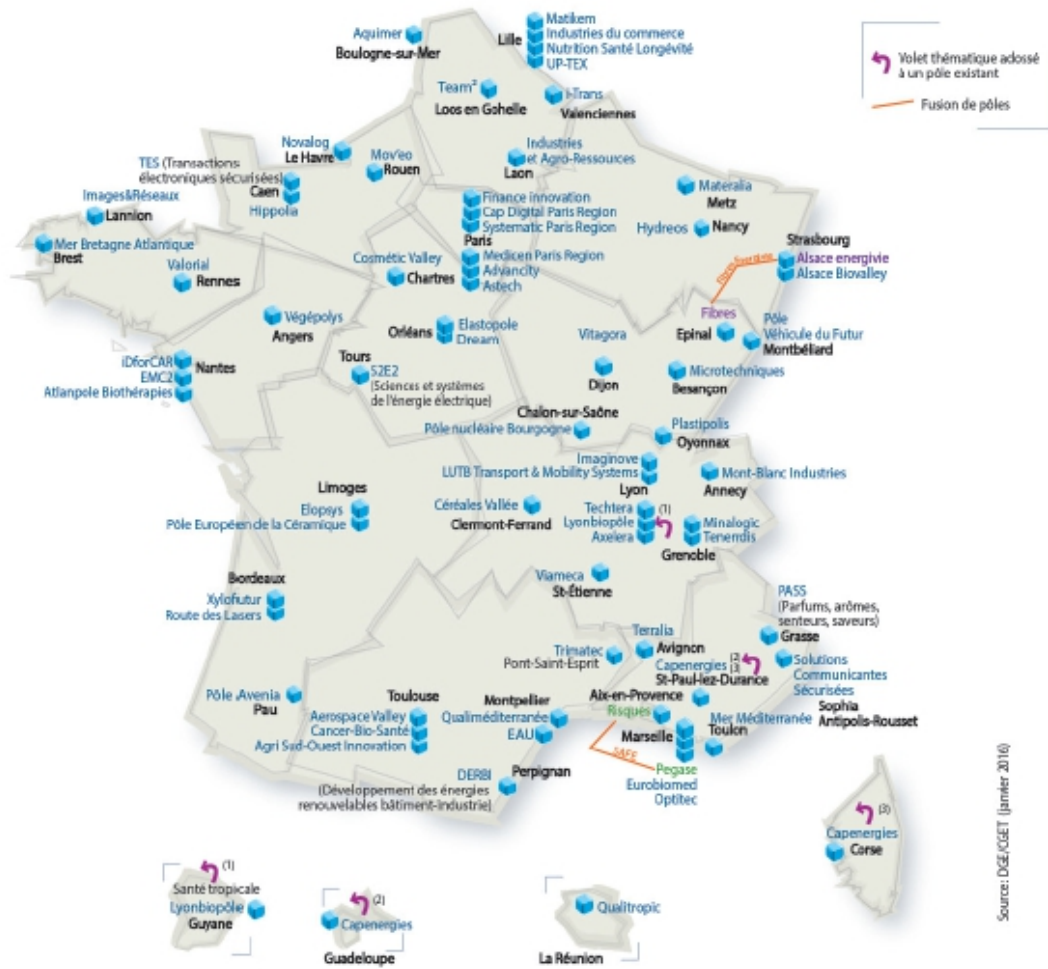 Aquimer
Boulogne-sur-Mer
Lille
Matikem
Industries du commerce
Nutrition Santé Longévité
UP-TEX
Volet thématique adossé
à un pôle existant
Fusion de pôles
Team²
Loos en Gohelle
i-Trans
Valenciennes
Novalog
Le Havre
Mov'eo
Rouen
Industries
et Agro-Ressources
Laon
TES (Transactions
électroniques sécurisées)
Caen
Hippolia
Images&Réseaux
Lannion
Materalia
Metz
Finance innovation
Cap Digital Paris Region
Systematic Paris Region
Paris
Medicen Paris Region
Advancity
Astech
Hydreos
Nancy
Mer Bretagne Atlantique
Brest
Valorial
Rennes
Cosmétic Valley
Chartres
Strasbourg
Alsace energivie
Alsace Biovalley
Fibres-Energivie
Fibres
Epinal
Pôle
Véhicule du Futur
Montbéliard
Végépolys
Angers
Orléans
Elastopole
Dream
Vitagora
Dijon
iDforCAR
EMC2
Atlanpole Biothérapies
Nantes
Tours
S2E2
(Sciences et systèmes
de l'énergie électrique)
Microtechniques
Besançon
Chalon-sur-Saône
Pôle nucléaire Bourgogne
Plastipolis
Oyonnax
Imaginove
LUTB Transport & Mobility Systems
Lyon
Mont-Blanc Industries
Annecy
Limoges
Elopsys
Pôle Européen de la Céramique
Céréales Vallée
Clermont-Ferrand
Techtera
Lyonbiopôle
Axelera
(1)
Minalogic
Tenerrdis
Grenoble
Bordeaux
Xylofutur
Route des Lasers
Viameca
St-Étienne
PASS
(Parfums, arômes,
senteurs, saveurs)
Grasse
Terralia
Avignon
Trimatec
Pont-Saint-Esprit
Capenergies
(2)
(3)
St-Paul-lez-Durance
Solutions
Communicantes
Sécurisées
Sophia
Antipolis-Rousset
Pôle Avenia
Pau
Toulouse
Aerospace Valley
Cancer-Bio-Santé
Agri Sud-Ouest Innovation
Montpellier
Qualiméditerranée
EAU
Aix-en-Provence
Risques
Marseille
Mer Méditerranée
Toulon
SAFE
Pegase
Eurobiomed
Optitec
DERBI
(Développement des énergies
renouvelables bâtiment-industrie)
Perpignan
(3)
Capenergies
Corse
(1)
Santé tropicale
Lyonbiopôle
Guyane
(2)
Capenergies
Guadeloupe
Qualitropic
La Réunion
Source: DGE/CGET (janvier 2016)